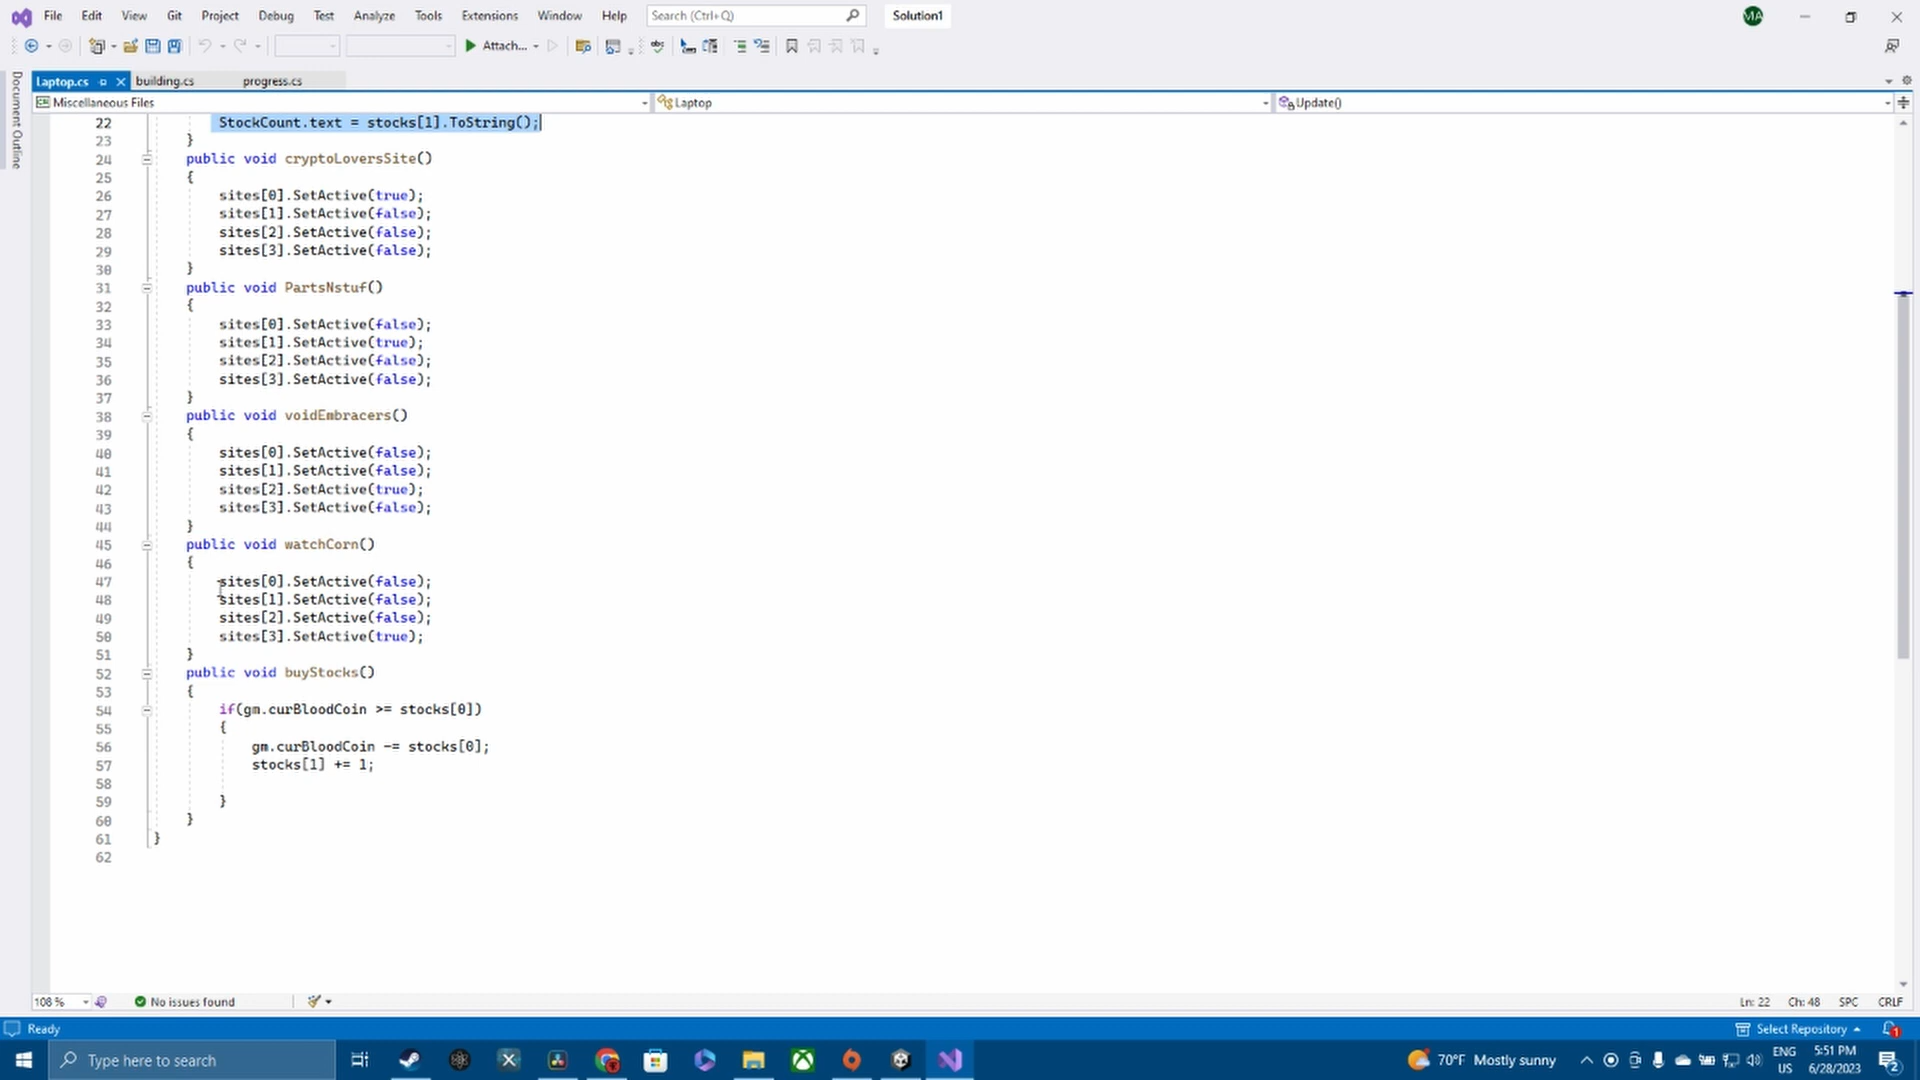 File Edit View Git Project Debug Test Analyze Tools Extensions Window Help Search (Ctrl+Q) Solution1 MA
Attach...
Laptop.cs building.cs progress.cs
Document Outline
Miscellaneous Files Laptop Update()
22 StockCount.text = stocks[1].ToString();
23 }
24 public void cryptoLoversSite()
25 {
26 sites[0].SetActive(true);
27 sites[1].SetActive(false);
28 sites[2].SetActive(false);
29 sites[3].SetActive(false);
30 }
31 public void PartsNstuf()
32 {
33 sites[0].SetActive(false);
34 sites[1].SetActive(true);
35 sites[2].SetActive(false);
36 sites[3].SetActive(false);
37 }
38 public void voidEmbracers()
39 {
40 sites[0].SetActive(false);
41 sites[1].SetActive(false);
42 sites[2].SetActive(true);
43 sites[3].SetActive(false);
44 }
45 public void watchCorn()
46 {
47 sites[0].SetActive(false);
48 sites[1].SetActive(false);
49 sites[2].SetActive(false);
50 sites[3].SetActive(true);
51 }
52 public void buyStocks()
53 {
54 if(gm.curBloodCoin >= stocks[0])
55 {
56 gm.curBloodCoin -= stocks[0];
57 stocks[1] += 1;
58
59 }
60 }
61 }
62
108 % No issues found Ln: 22 Ch: 48 SPC CRLF
Ready Select Repository 1
Type here to search 70°F Mostly sunny ENG US 5:51 PM 6/28/2023 2